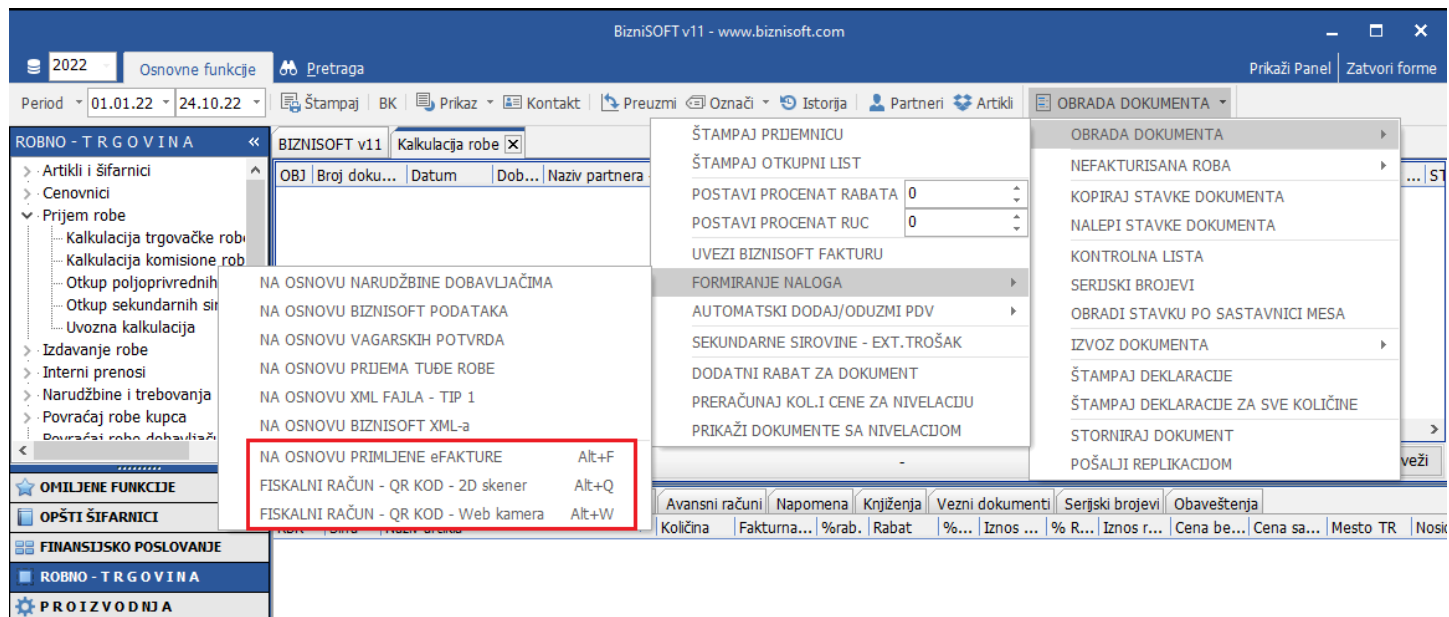 BizniSOFT v11 - www.biznisoft.com
2022 Osnovne funkcije Pretraga Prikaži Panel Zatvori forme
Period 01.01.22 24.10.22 Štampaj BK Prikaz Kontakt Preuzmi Označi Istorija Partneri Artikli OBRADA DOKUMENTA
ROBNO - T R G O V I N A «
BIZNISOFT v11 Kalkulacija robe
OBJ Broj doku... Datum Dob... Naziv partnera ... ST
Artikli i šifarnici
Cenovnici
Prijem robe
Kalkulacija trgovačke robe
Kalkulacija komisione rob
Otkup poljoprivrednih
Otkup sekundarnih sir
Uvozna kalkulacija
Izdavanje robe
Interni prenosi
Narudžbine i trebovanja
Povraćaj robe kupca
Povraćaj robe dobavljaču
OMILJENE FUNKCIJE
OPŠTI ŠIFARNICI
FINANSIJSKO POSLOVANJE
ROBNO - T R G O V I N A
P R O I Z V O D NJ A
NA OSNOVU NARUDŽBINE DOBAVLJAČIMA
NA OSNOVU BIZNISOFT PODATAKA
NA OSNOVU VAGARSKIH POTVRDA
NA OSNOVU PRIJEMA TUĐE ROBE
NA OSNOVU XML FAJLA - TIP 1
NA OSNOVU BIZNISOFT XML-a
NA OSNOVU PRIMLJENE eFAKTURE Alt+F
FISKALNI RAČUN - QR KOD - 2D skener Alt+Q
FISKALNI RAČUN - QR KOD - Web kamera Alt+W
ŠTAMPAJ PRIJEMNICU
ŠTAMPAJ OTKUPNI LIST
POSTAVI PROCENAT RABATA 0
POSTAVI PROCENAT RUC 0
UVEZI BIZNISOFT FAKTURU
FORMIRANJE NALOGA
AUTOMATSKI DODAJ/ODUZMI PDV
SEKUNDARNE SIROVINE - EXT.TROŠAK
DODATNI RABAT ZA DOKUMENT
PRERAČUNAJ KOL.I CENE ZA NIVELACIJU
PRIKAŽI DOKUMENTE SA NIVELACIJOM
OBRADA DOKUMENTA
NEFAKTURISANA ROBA
KOPIRAJ STAVKE DOKUMENTA
NALEPI STAVKE DOKUMENTA
KONTROLNA LISTA
SERIJSKI BROJEVI
OBRADI STAVKU PO SASTAVNICI MESA
IZVOZ DOKUMENTA
ŠTAMPAJ DEKLARACIJE
ŠTAMPAJ DEKLARACIJE ZA SVE KOLIČINE
STORNIRAJ DOKUMENT
POŠALJI REPLIKACIJOM
- veži
Avansni računi Napomena Knjiženja Vezni dokumenti Serijski brojevi Obaveštenja
Količina Fakturna... %rab. Rabat %... Iznos ... % R... Iznos r... Cena be... Cena sa... Mesto TR Nosio